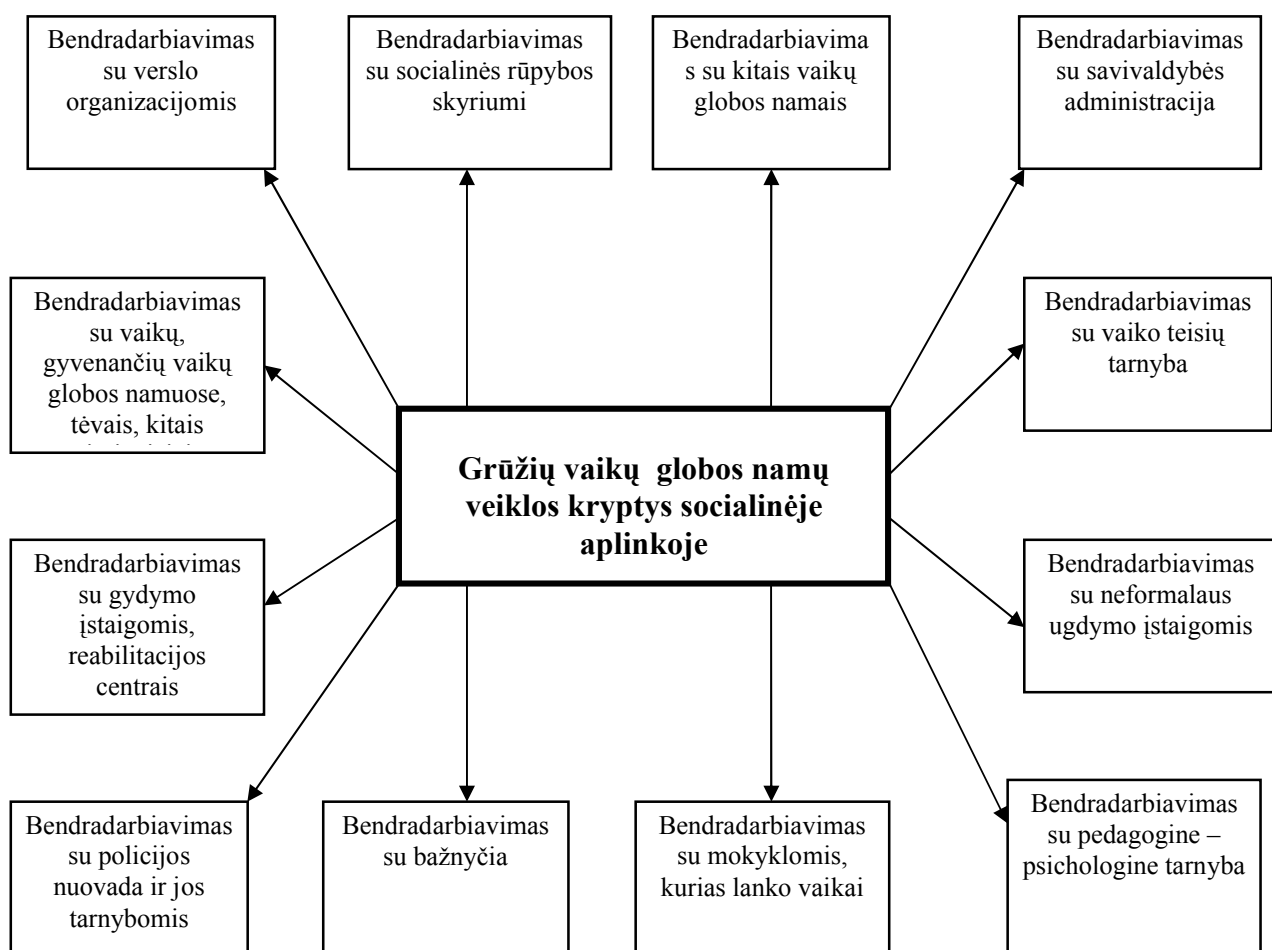 Bendradarbiavimas
su verslo
organizacijomis
Bendradarbiavimas
su socialinės rūpybos
skyriumi
Bendradarbiavima
s su kitais vaikų
globos namais
Bendradarbiavimas
su savivaldybės
administracija
Bendradarbiavimas
su vaikų,
gyvenančių vaikų
globos namuose,
tėvais, kitais
Bendradarbiavimas
su vaiko teisių
tarnyba
Grūžių vaikų globos namų
veiklos kryptys socialinėje
aplinkoje
Bendradarbiavimas
su gydymo
įstaigomis,
reabilitacijos
centrais
Bendradarbiavimas
su neformalaus
ugdymo įstaigomis
Bendradarbiavimas
su policijos
nuovada ir jos
tarnybomis
Bendradarbiavimas
su bažnyčia
Bendradarbiavimas
su mokyklomis,
kurias lanko vaikai
Bendradarbiavimas
su pedagogine –
psichologine tarnyba